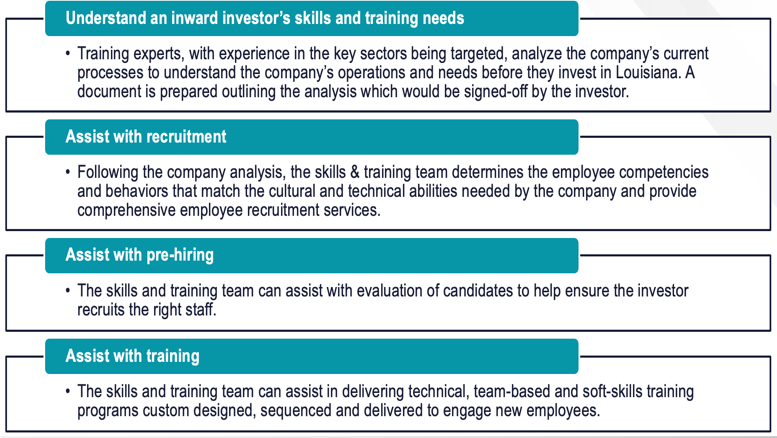 Understand an inward investor’s skills and training needs
• Training experts, with experience in the key sectors being targeted, analyze the company’s current
processes to understand the company’s operations and needs before they invest in Louisiana. A
document is prepared outlining the analysis which would be signed-off by the investor.
Assist with recruitment
• Following the company analysis, the skills & training team determines the employee competencies
and behaviors that match the cultural and technical abilities needed by the company and provide
comprehensive employee recruitment services.
Assist with pre-hiring
• The skills and training team can assist with evaluation of candidates to help ensure the investor
recruits the right staff.
Assist with training
• The skills and training team can assist in delivering technical, team-based and soft-skills training
programs custom designed, sequenced and delivered to engage new employees.